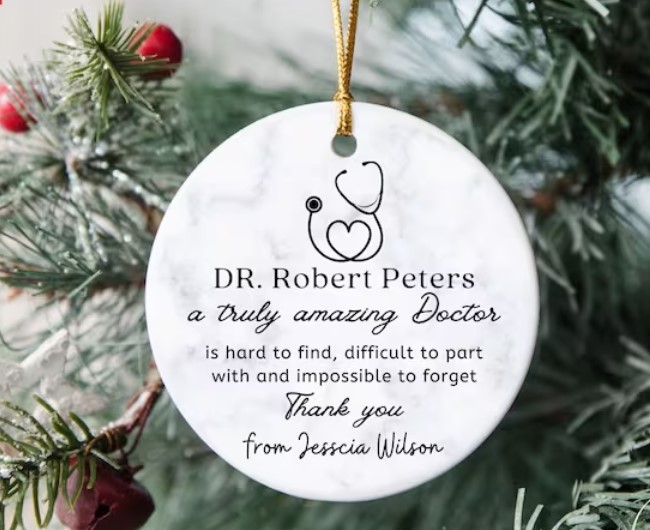 DR. Robert Peters
a truly amazing Doctor
is hard to find, difficult to part
with and impossible to forget
Thank you
from Jesscia Wilson